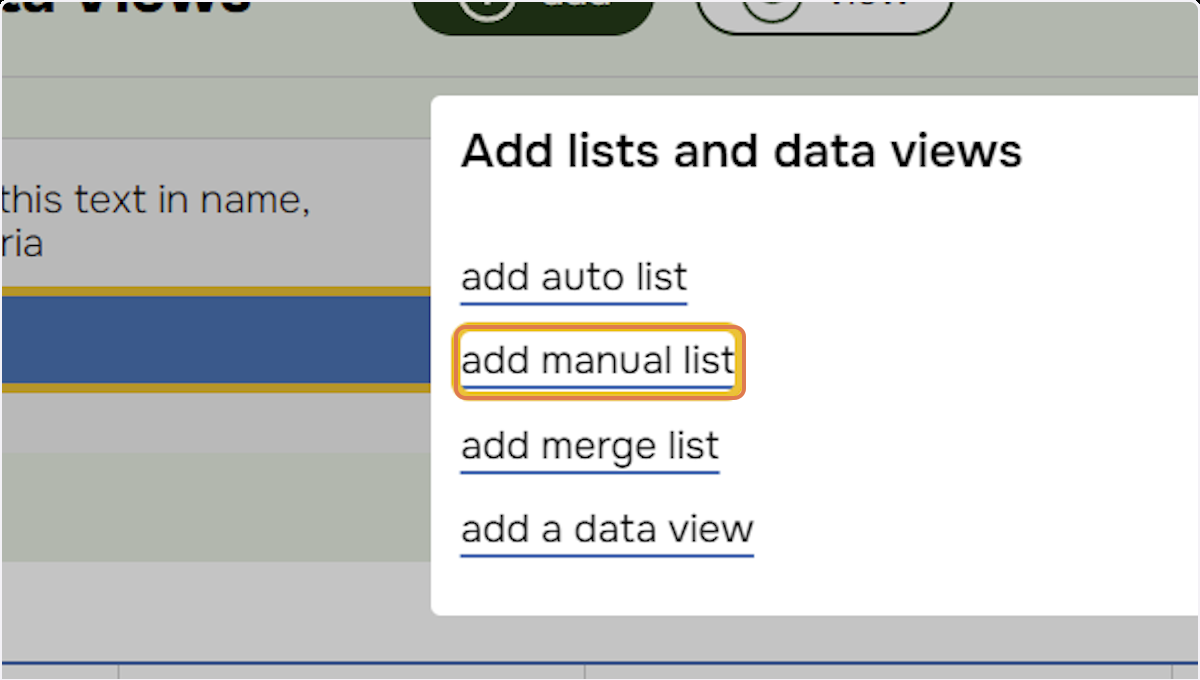 ta Views
add
view
Add lists and data views
this text in name,
ria
add auto list
add manual list
add merge list
add a data view